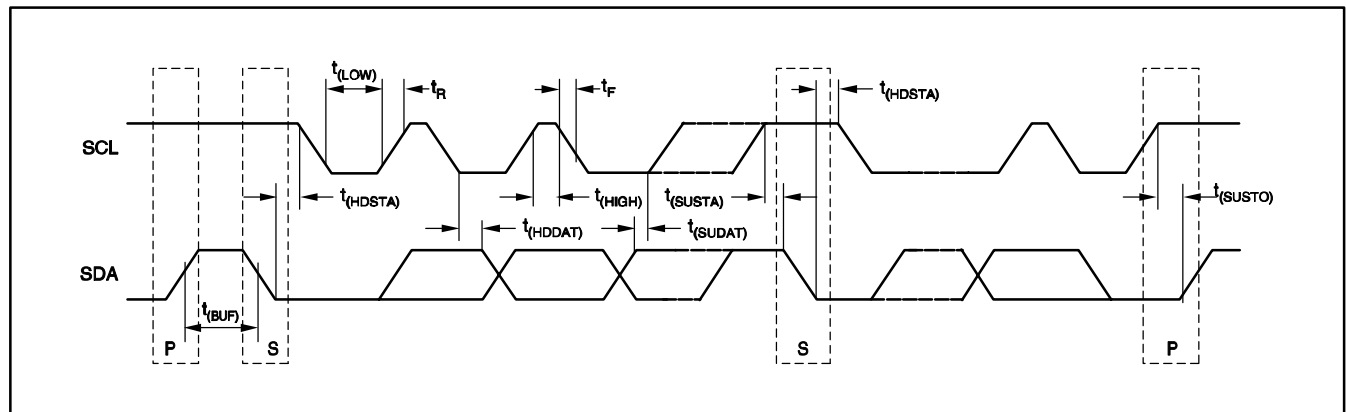 t(LOW)
tR
tF
t(HDSTA)
SCL
t(HDSTA)
t(HIGH)
t(SUSTA)
t(SUSTO)
t(HDDAT)
t(SUDAT)
SDA
t(BUF)
P
S
S
P